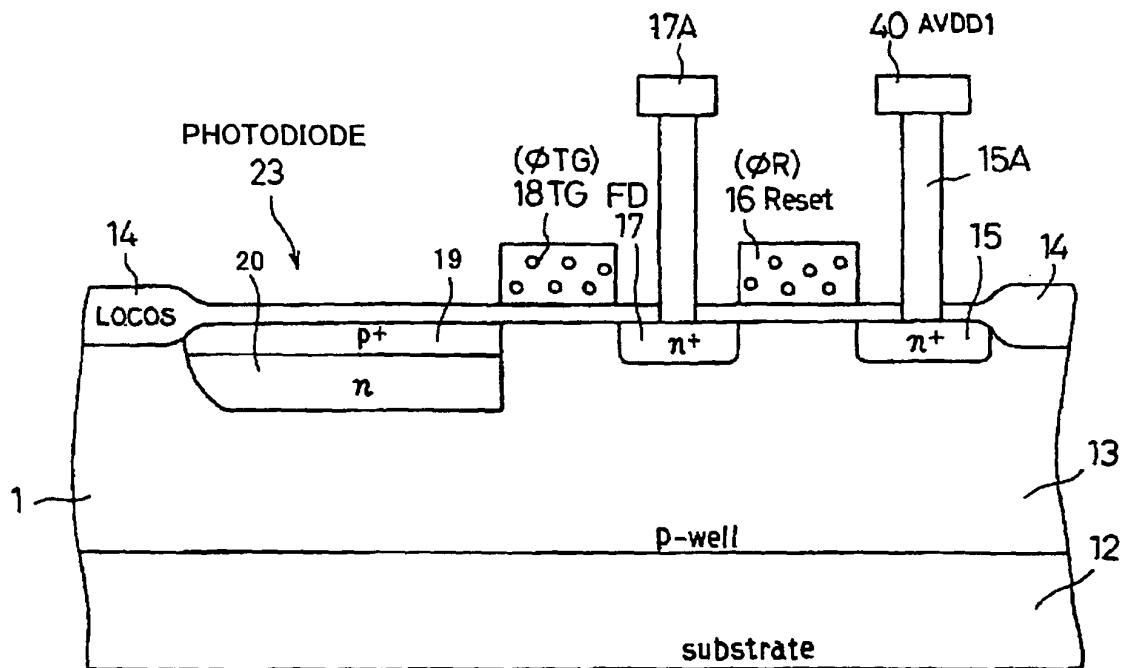 17A
40 AVDD1
PHOTODIODE
23
(ϕTG)
18TG FD
17
(ϕR)
16 Reset
15A
14
20
19
15
14
LOCOS
p+
n+
n+
n
1
13
p-well
12
substrate